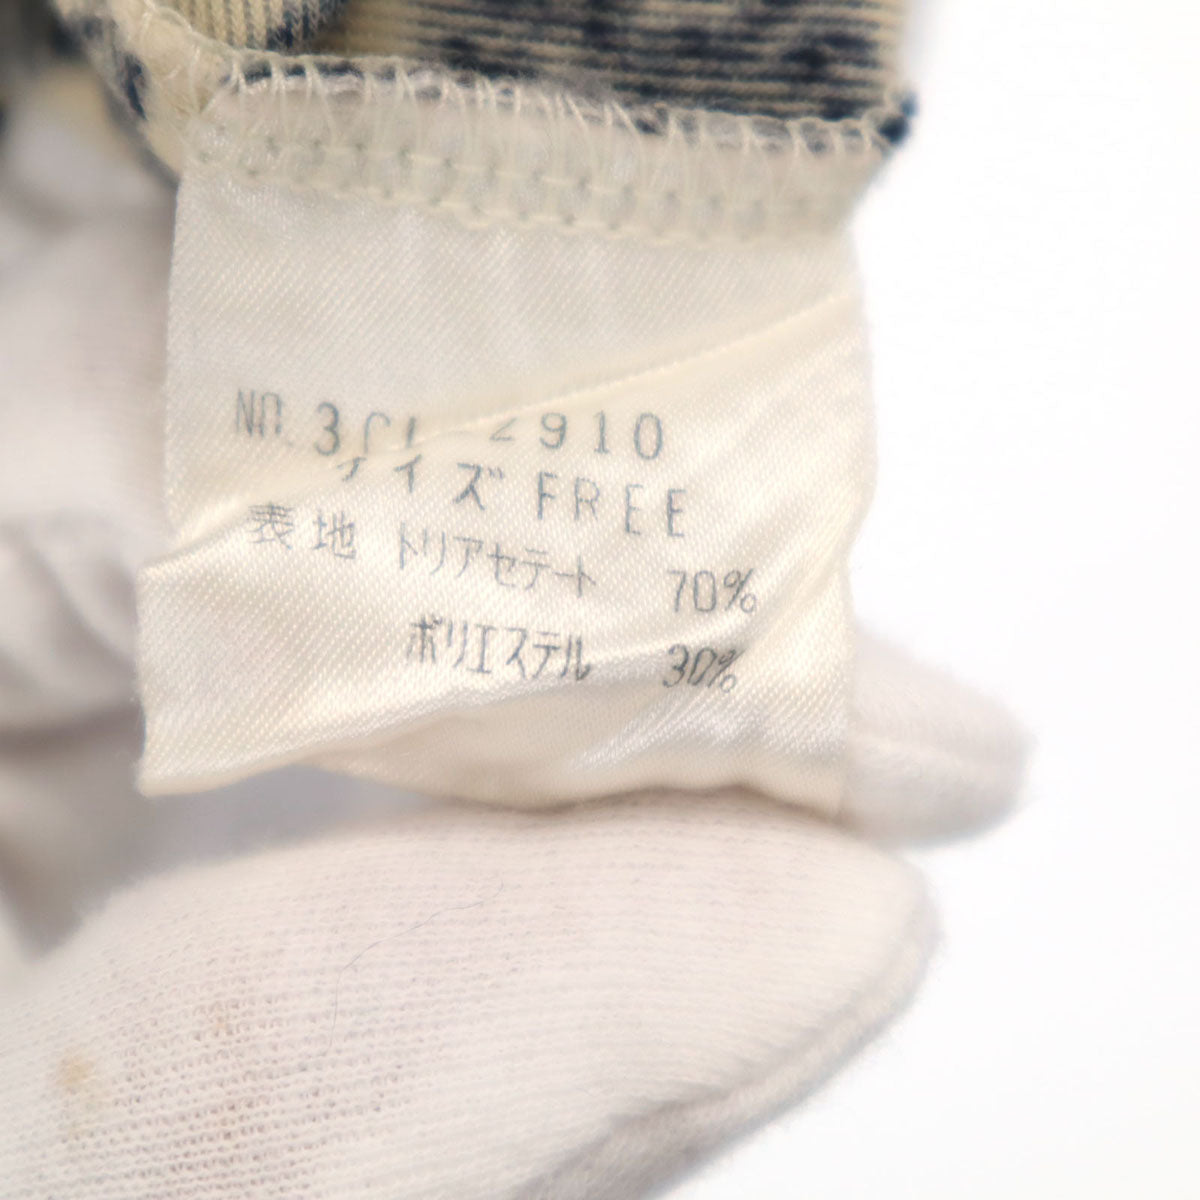 NO. 2910
サイズ FREE
表地 トリアセテート 70%
ポリエステル 30%